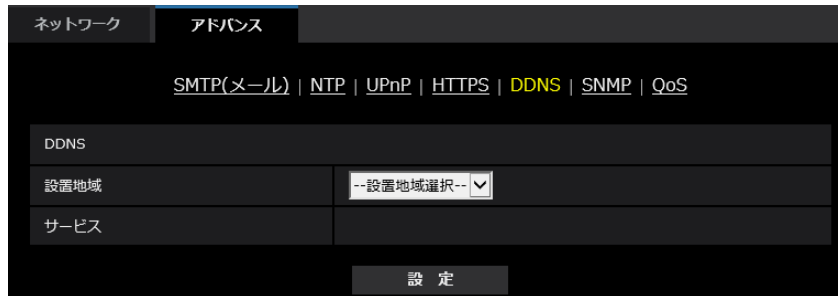 ネットワーク アドバンス
SMTP(メール) | NTP | UPnP | HTTPS | DDNS | SNMP | QoS
DDNS
設置地域 --設置地域選択--
サービス
設 定